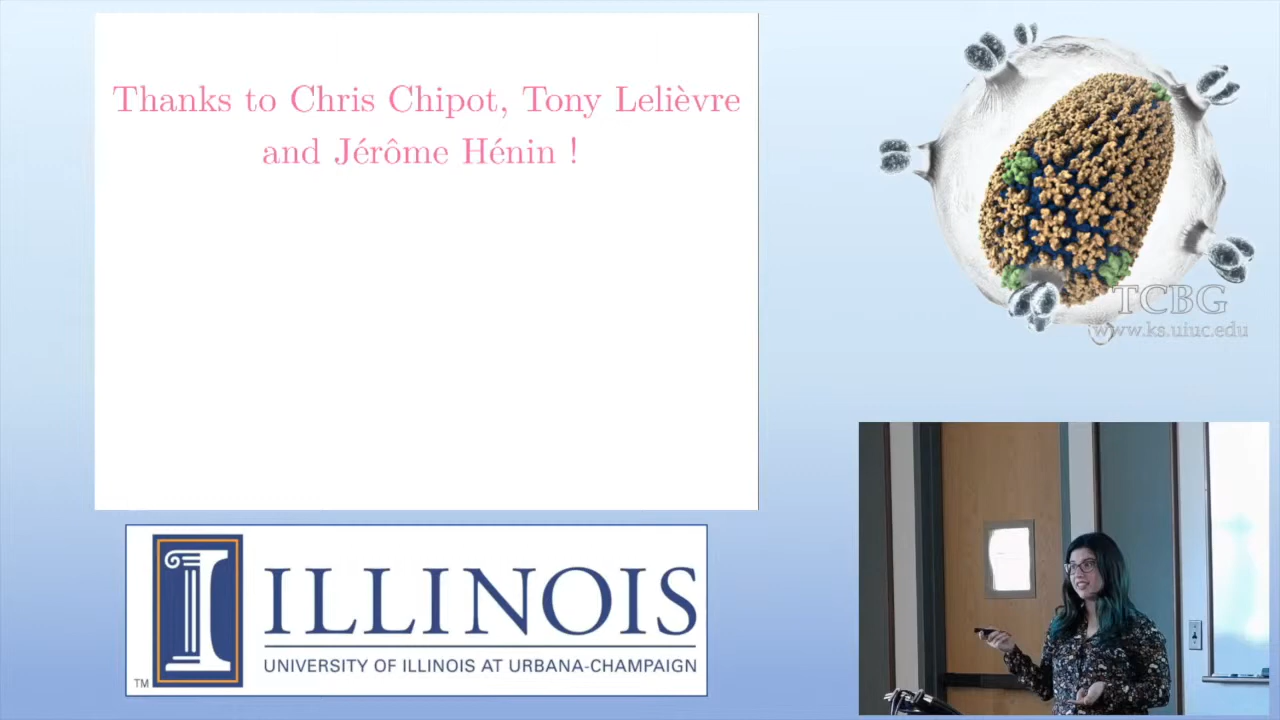 Thanks to Chris Chipot, Tony Lelièvre
and Jérôme Hénin !
TCBG
www.ks.uiuc.edu
ILLINOIS
UNIVERSITY OF ILLINOIS AT URBANA-CHAMPAIGN
TM